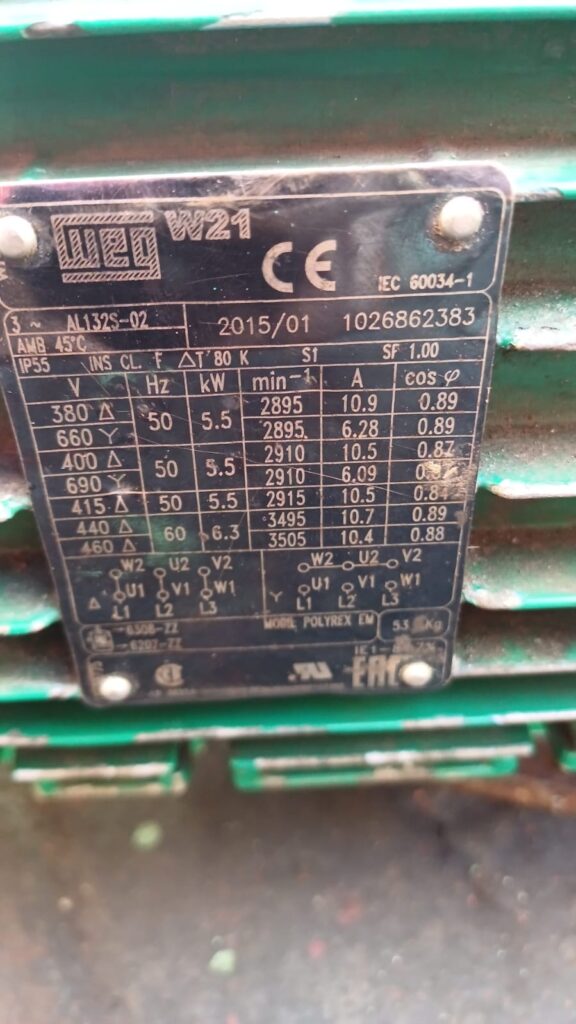 WEG W21
CE IEC 60034-1
3 ~ AL132S-02 2015/01 1026862383
AMB 45°C
IP55 INS CL. F ΔT 80 K S1 SF 1.00
V Hz kW min⁻¹ A cos φ
380 Δ 50 5.5 2895 10.9 0.89
660 Y 2895 6.28 0.89
400 Δ 50 5.5 2910 10.5 0.87
690 Y 2910 6.09
415 Δ 50 5.5 2915 10.5 0.84
440 Δ 60 6.3 3495 10.7 0.89
460 Δ 3505 10.4 0.88
W2 U2 V2 W2 U2 V2
Δ U1 V1 W1 Y U1 V1 W1
L1 L2 L3 L1 L2 L3
6308-ZZ MOBIL POLYREX EM 53 Kg
6207-ZZ
IE1
EAC